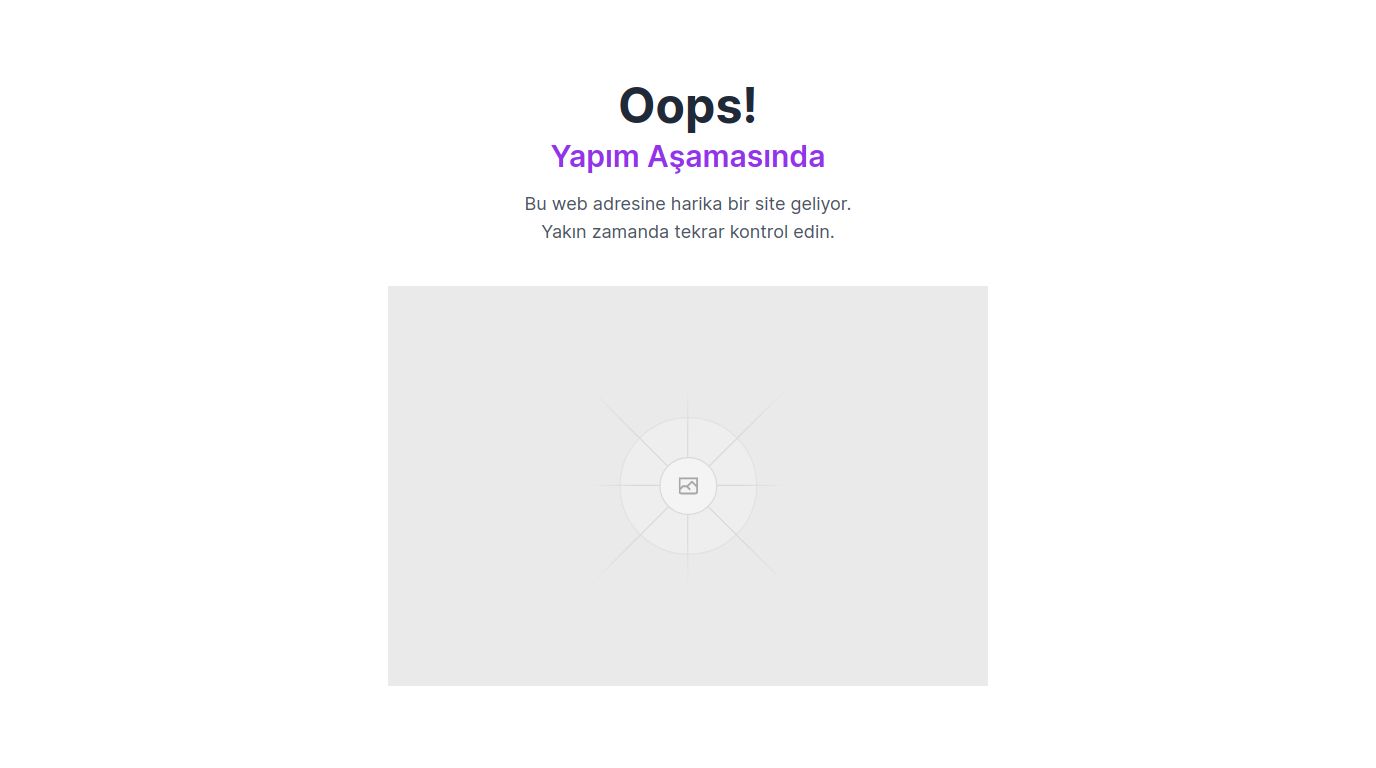 Oops!
Yapım Aşamasında
Bu web adresine harika bir site geliyor.
Yakın zamanda tekrar kontrol edin.